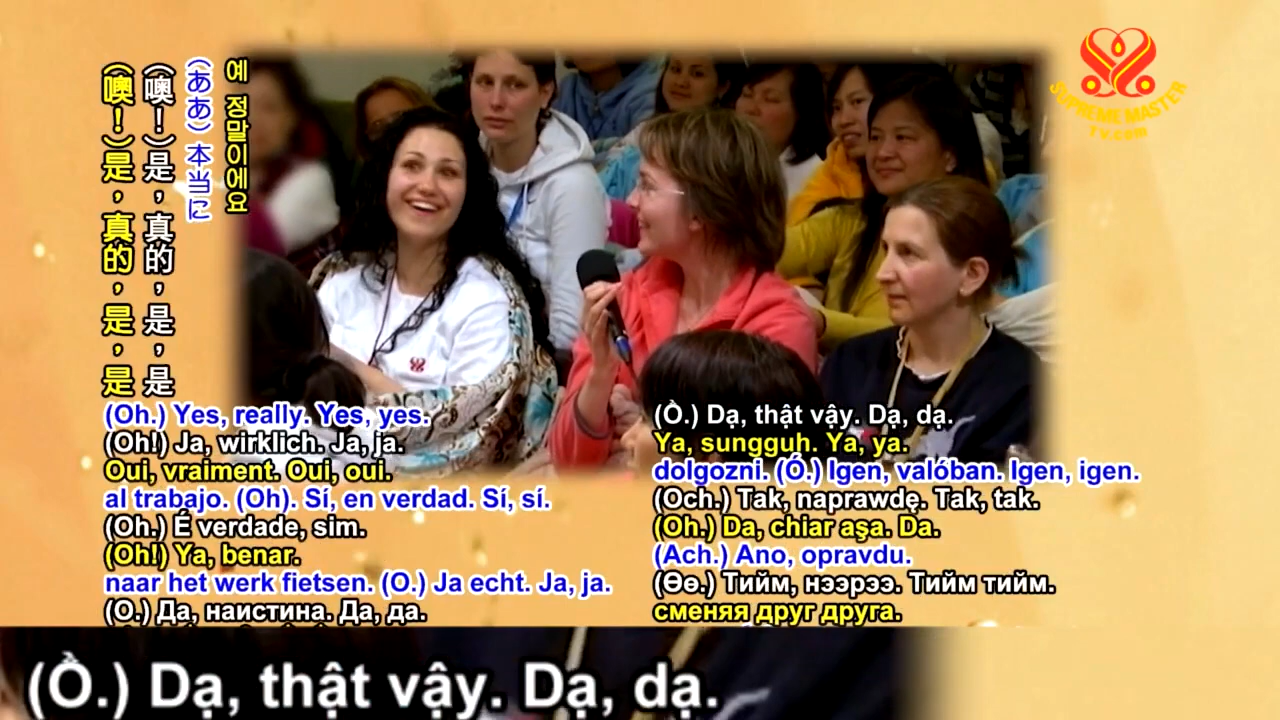 SUPREME MASTER
TV.com
예 정말이에요
(ああ) 本当に
(噢!) 是，真的，是，是
(噢!) 是，真的，是，是
(Oh.) Yes, really. Yes, yes.
(Oh!) Ja, wirklich. Ja, ja.
Oui, vraiment. Oui, oui.
al trabajo. (Oh). Sí, en verdad. Sí, sí.
(Oh.) É verdade, sim.
(Oh!) Ya, benar.
naar het werk fietsen. (O.) Ja echt. Ja, ja.
(О.) Да, наистина. Да, да.
(Ồ.) Dạ, thật vậy. Dạ, dạ.
Ya, sungguh. Ya, ya.
dolgozni. (Ó.) Igen, valóban. Igen, igen.
(Och.) Tak, naprawdę. Tak, tak.
(Oh.) Da, chiar aşa. Da.
(Ach.) Ano, opravdu.
(Өө.) Тийм, нээрээ. Тийм тийм.
сменяя друг друга.
(Ồ.) Dạ, thật vậy. Dạ, dạ.